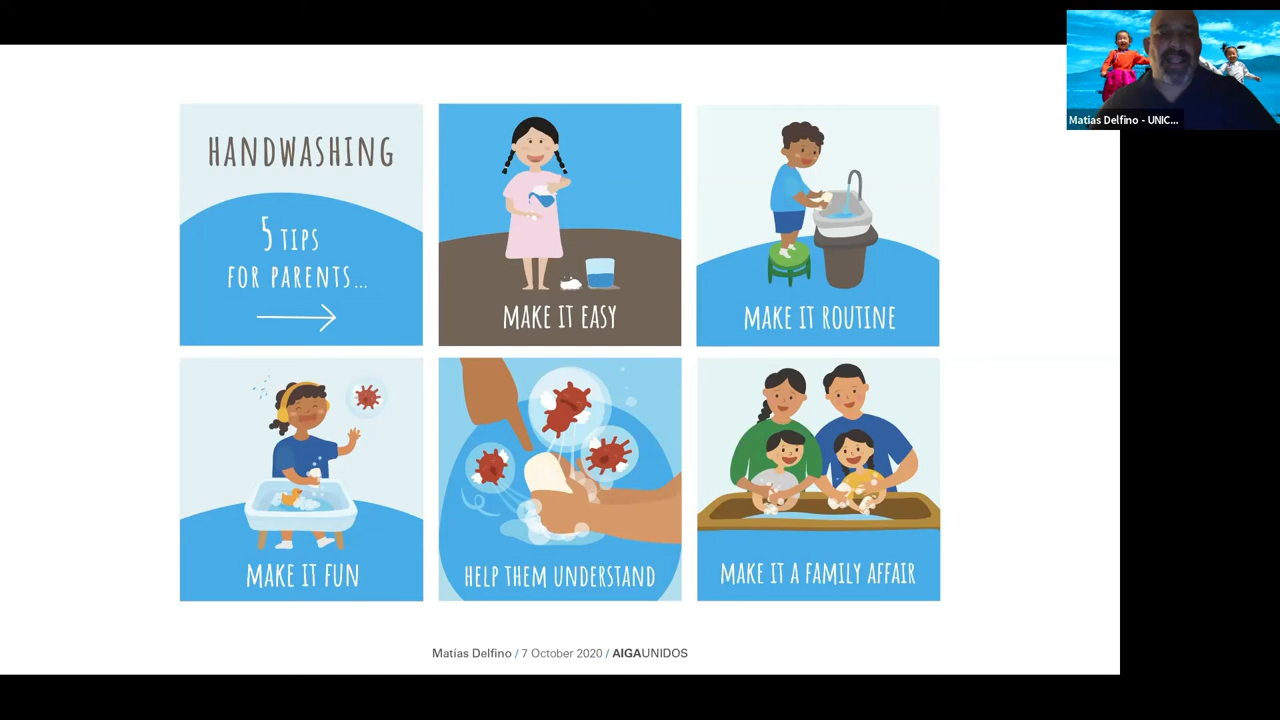 Matias Delfino - UNIC...
HANDWASHING
5 TIPS
FOR PARENTS...
MAKE IT EASY
MAKE IT ROUTINE
MAKE IT FUN
HELP THEM UNDERSTAND
MAKE IT A FAMILY AFFAIR
Matías Delfino / 7 October 2020 / AIGAUNIDOS